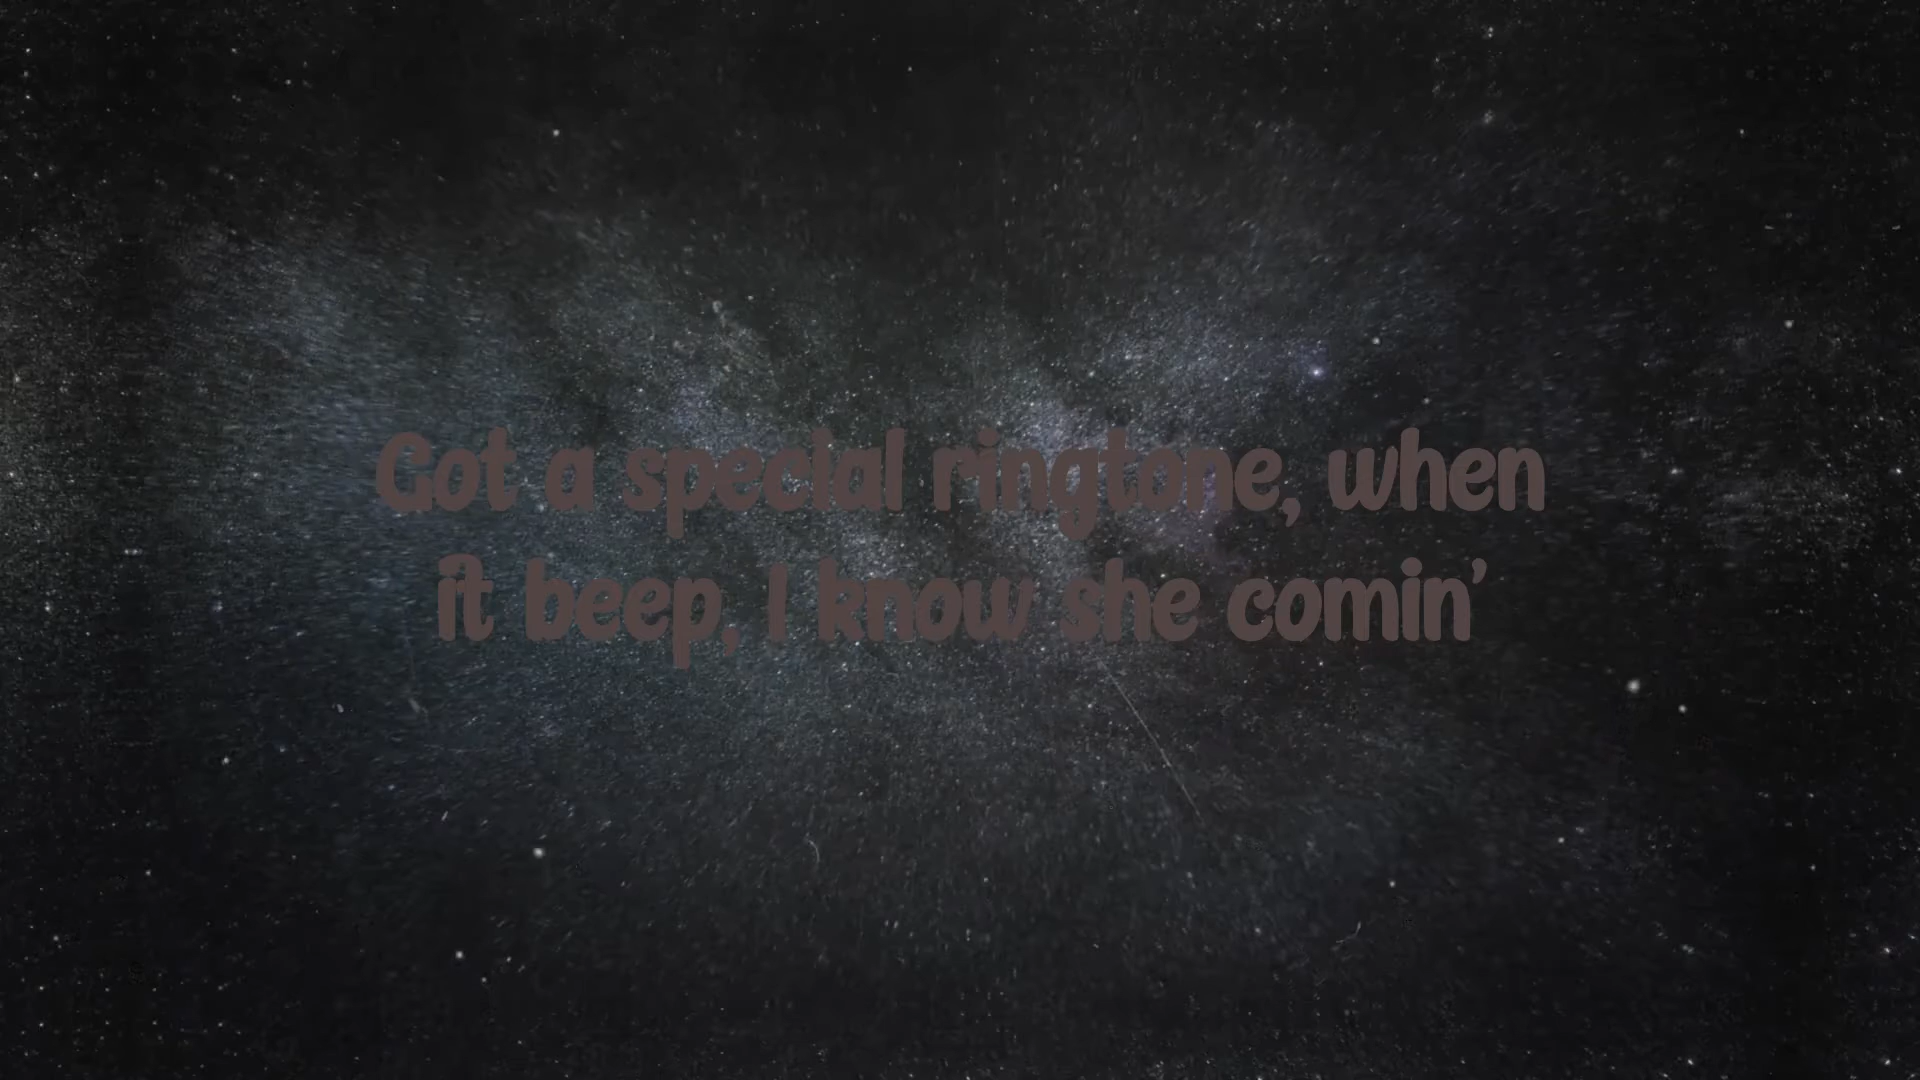 Got a special ringtone, when
it beep, I know she comin'